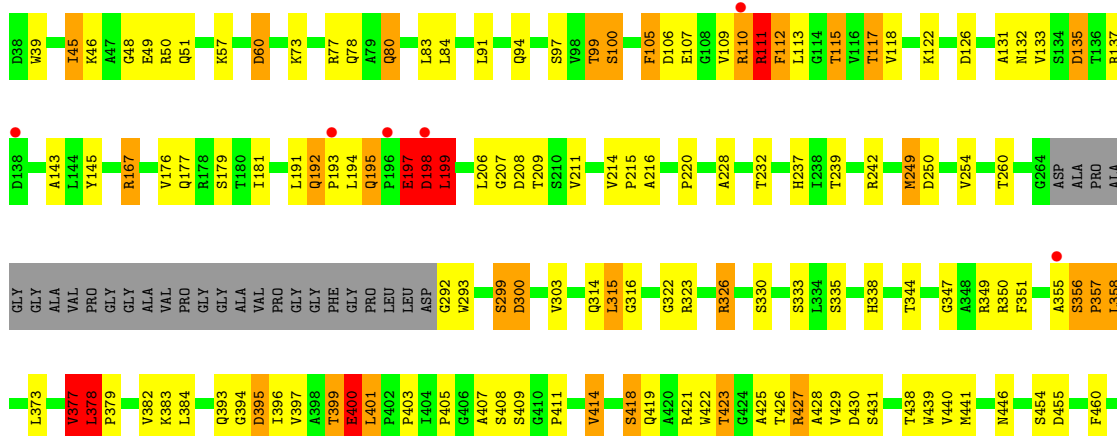 D38 W39 I45 K46 A47 G48 E49 R50 Q51 K57 D60 K73 R77 Q78 A79 Q80 L83 L84 L91 Q94 S97 V98 T99 S100 F105 D106 E107 G108 V109 R110 R111 F112 L113 G114 T115 V116 T117 V118 K122 D126 A131 N132 V133 S134 D135 T136 R137
D138 A143 L144 Y145 R167 V176 Q177 R178 S179 T180 I181 L191 Q192 P193 L194 Q195 P196 E197 D198 L199 L206 G207 D208 T209 S210 V211 V214 P215 A216 P220 A228 T232 H237 I238 T239 R242 M249 D250 V254 T260 G264 ASP ALA PRO ALA
GLY GLY ALA VAL PRO GLY GLY ALA VAL PRO GLY GLY ALA VAL PRO GLY PHE GLY PRO LEU LEU ASP G292 W293 S299 D300 V303 Q314 L315 G316 G322 R323 R326 S330 S333 L334 S335 H338 T344 G347 A348 R349 R350 F351 A355 S356 P357 L358
L373 V377 L378 P379 V382 K383 L384 Q393 G394 D395 I396 V397 A398 T399 E400 L401 P402 P403 I404 P405 G406 A407 S408 S409 G410 P411 V414 S418 Q419 A420 R421 W422 T423 G424 A425 T426 R427 A428 V429 D430 S431 T438 W439 V440 M441 N446 S454 D455 F460